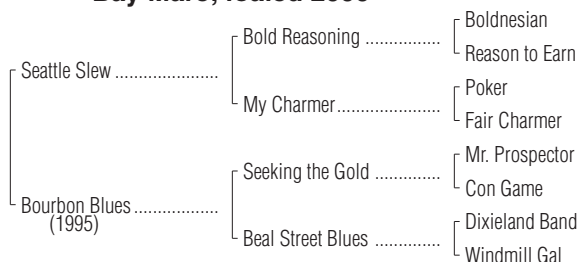 Bay Mare; foaled
Boldnesian
Bold Reasoning ...............
Reason to Earn
Seattle Slew ......................
Poker
My Charmer......................
Fair Charmer
Mr. Prospector
Seeking the Gold .............
Con Game
Bourbon Blues ..................
(1995)
Dixieland Band
Beal Street Blues .............
Windmill Gal